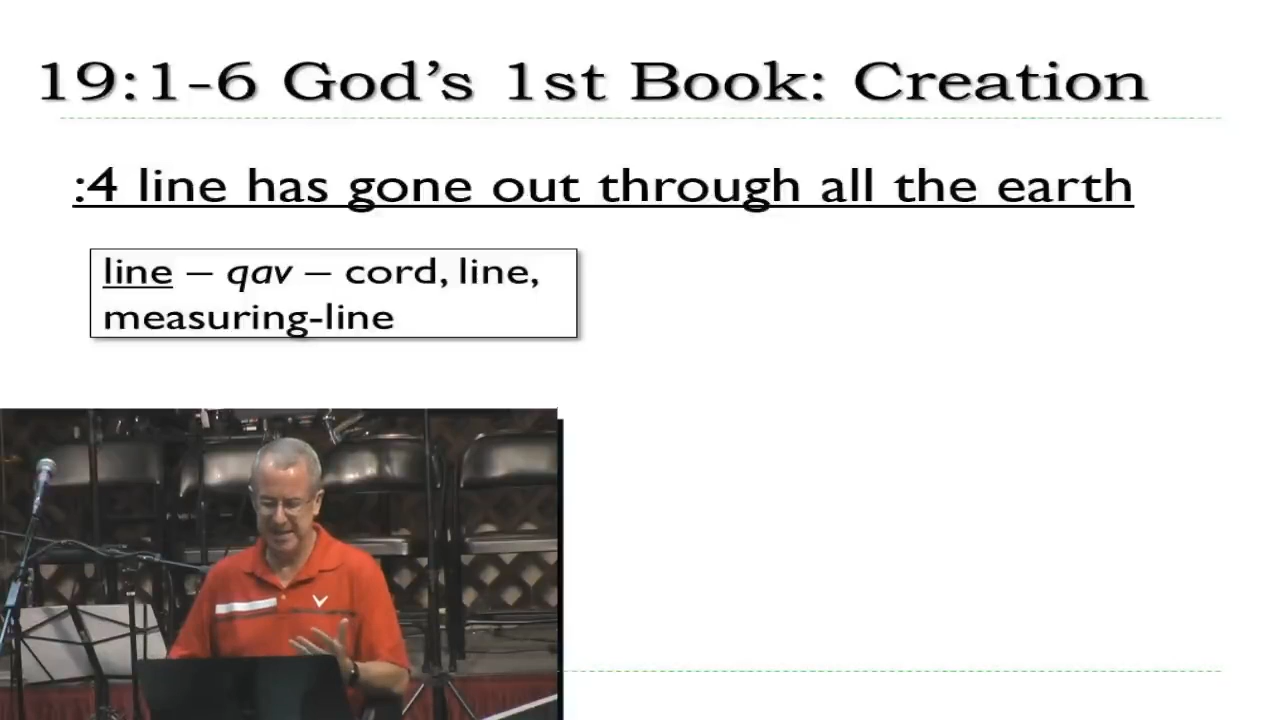 19:1-6 God’s 1st Book: Creation
:4 line has gone out through all the earth
line – qav – cord, line,
measuring-line